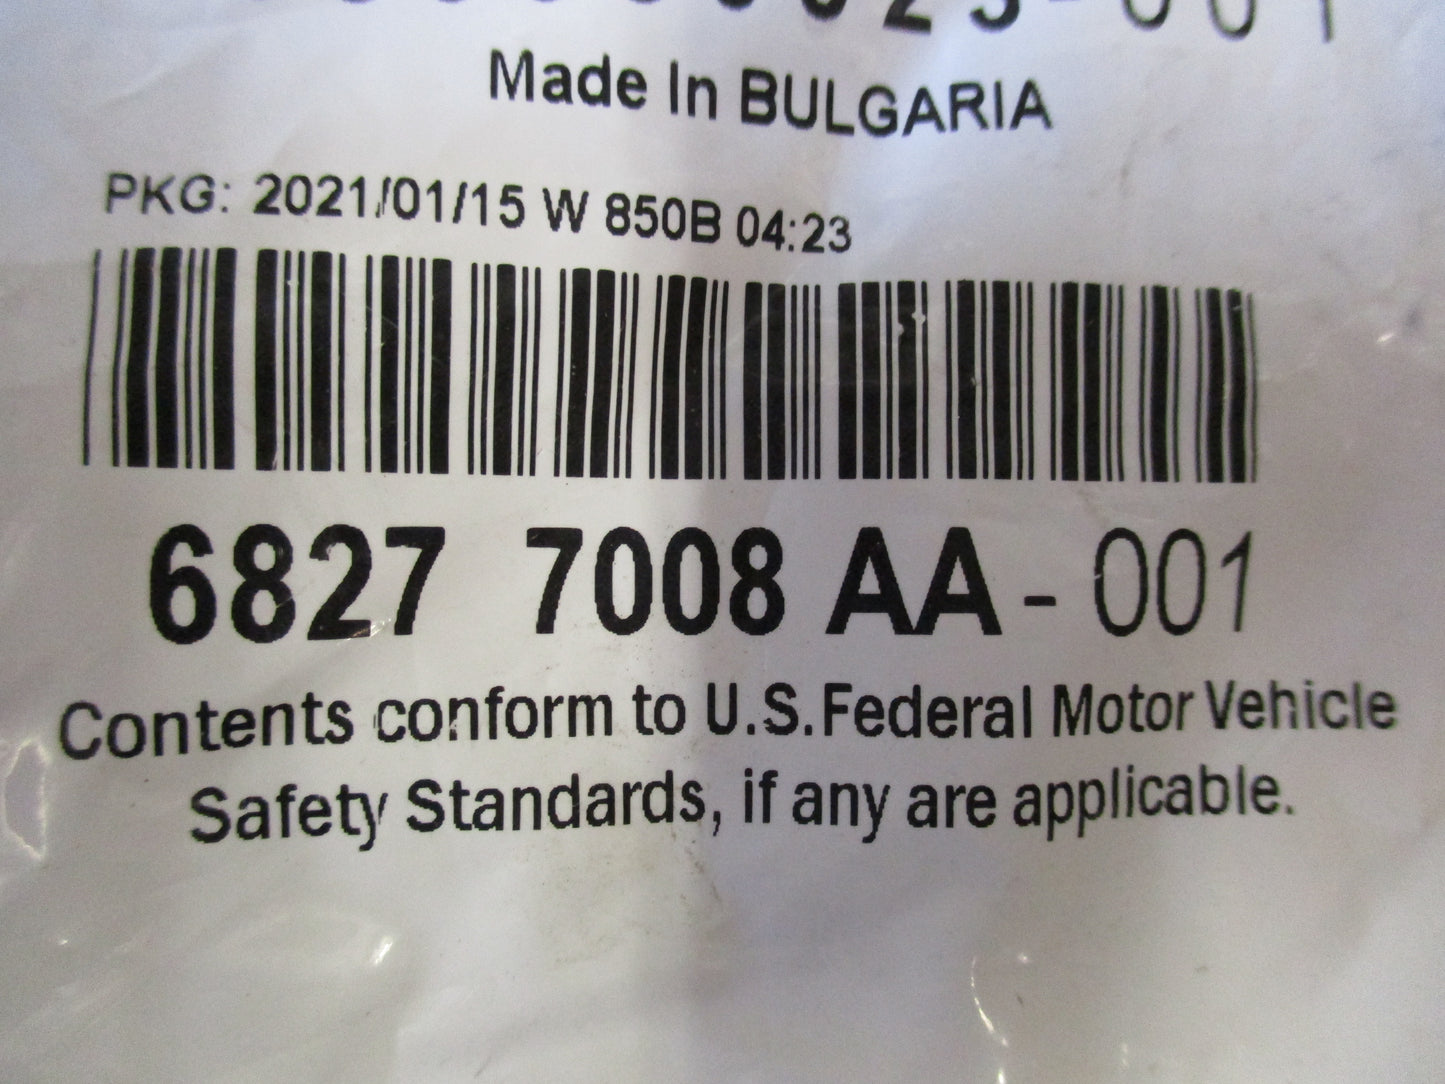 Made In BULGARIA
PKG: 2021/01/15 W 850B 04:23
6827 7008 AA - 001
Contents conform to U.S.Federal Motor Vehicle
Safety Standards, if any are applicable.